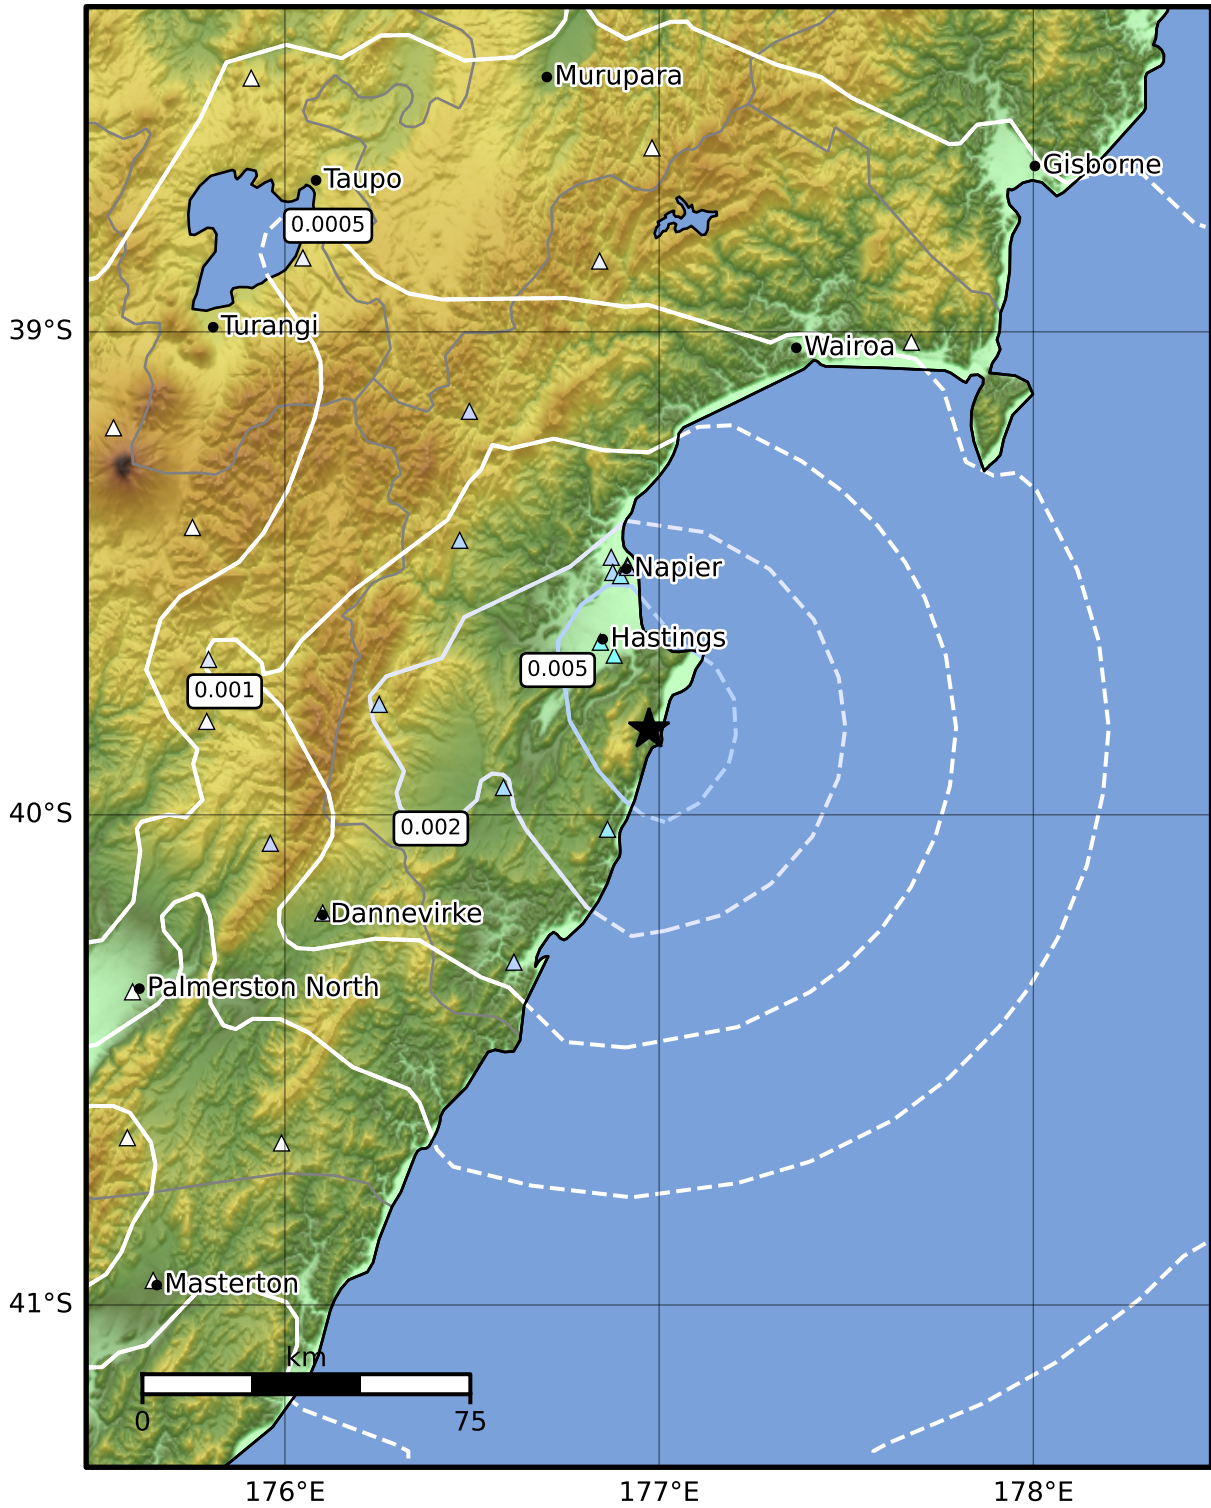 Murupara
Gisborne
Taupo
0.0005
Turangi
39°S
Wairoa
Napier
Hastings
0.005
0.001
40°S
0.002
Dannevirke
Palmerston North
Masterton
41°S
km
0
75
176°E
177°E
178°E